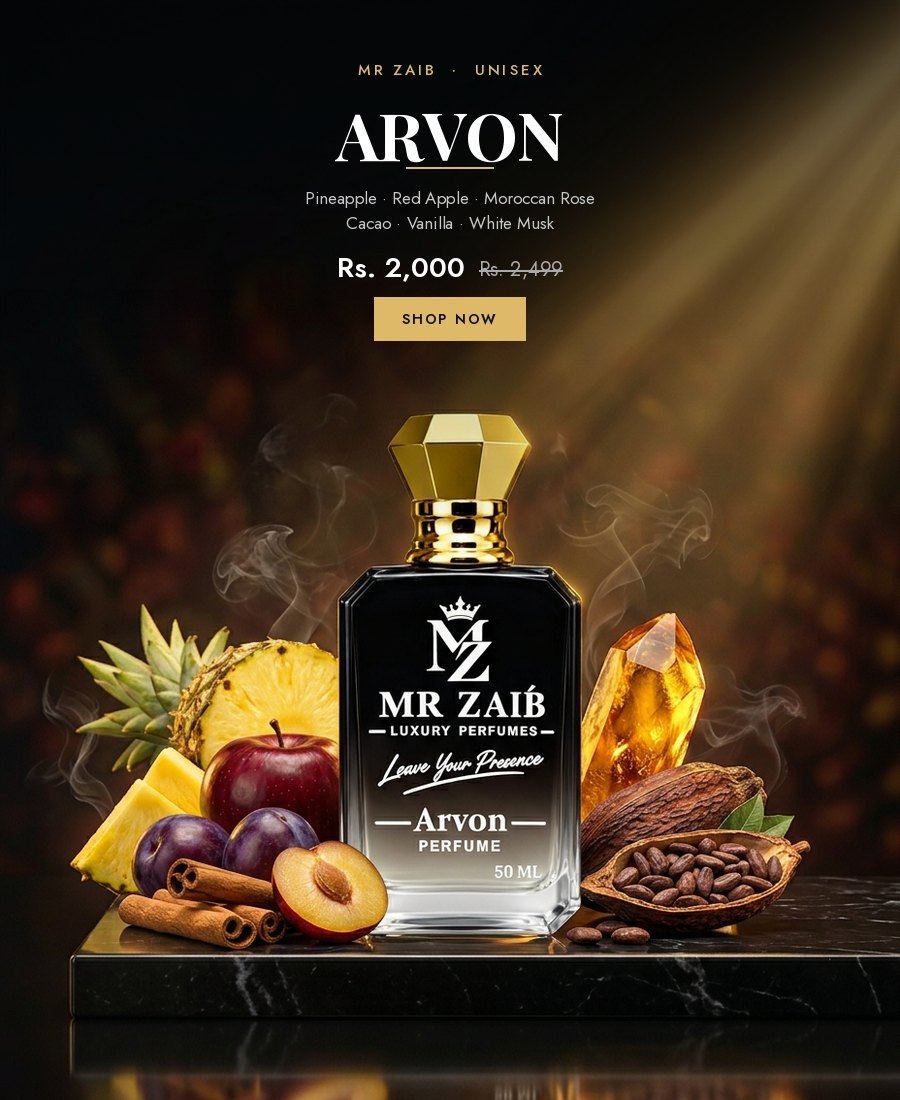 MR ZAIB · UNISEX
ARVON
Pineapple · Red Apple · Moroccan Rose
Cacao · Vanilla · White Musk
Rs. 2,000 Rs. 2,499
SHOP NOW
MZ
MR ZAIB́
LUXURY PERFUMES
Leave Your Presence
Arvon
PERFUME
50 ML